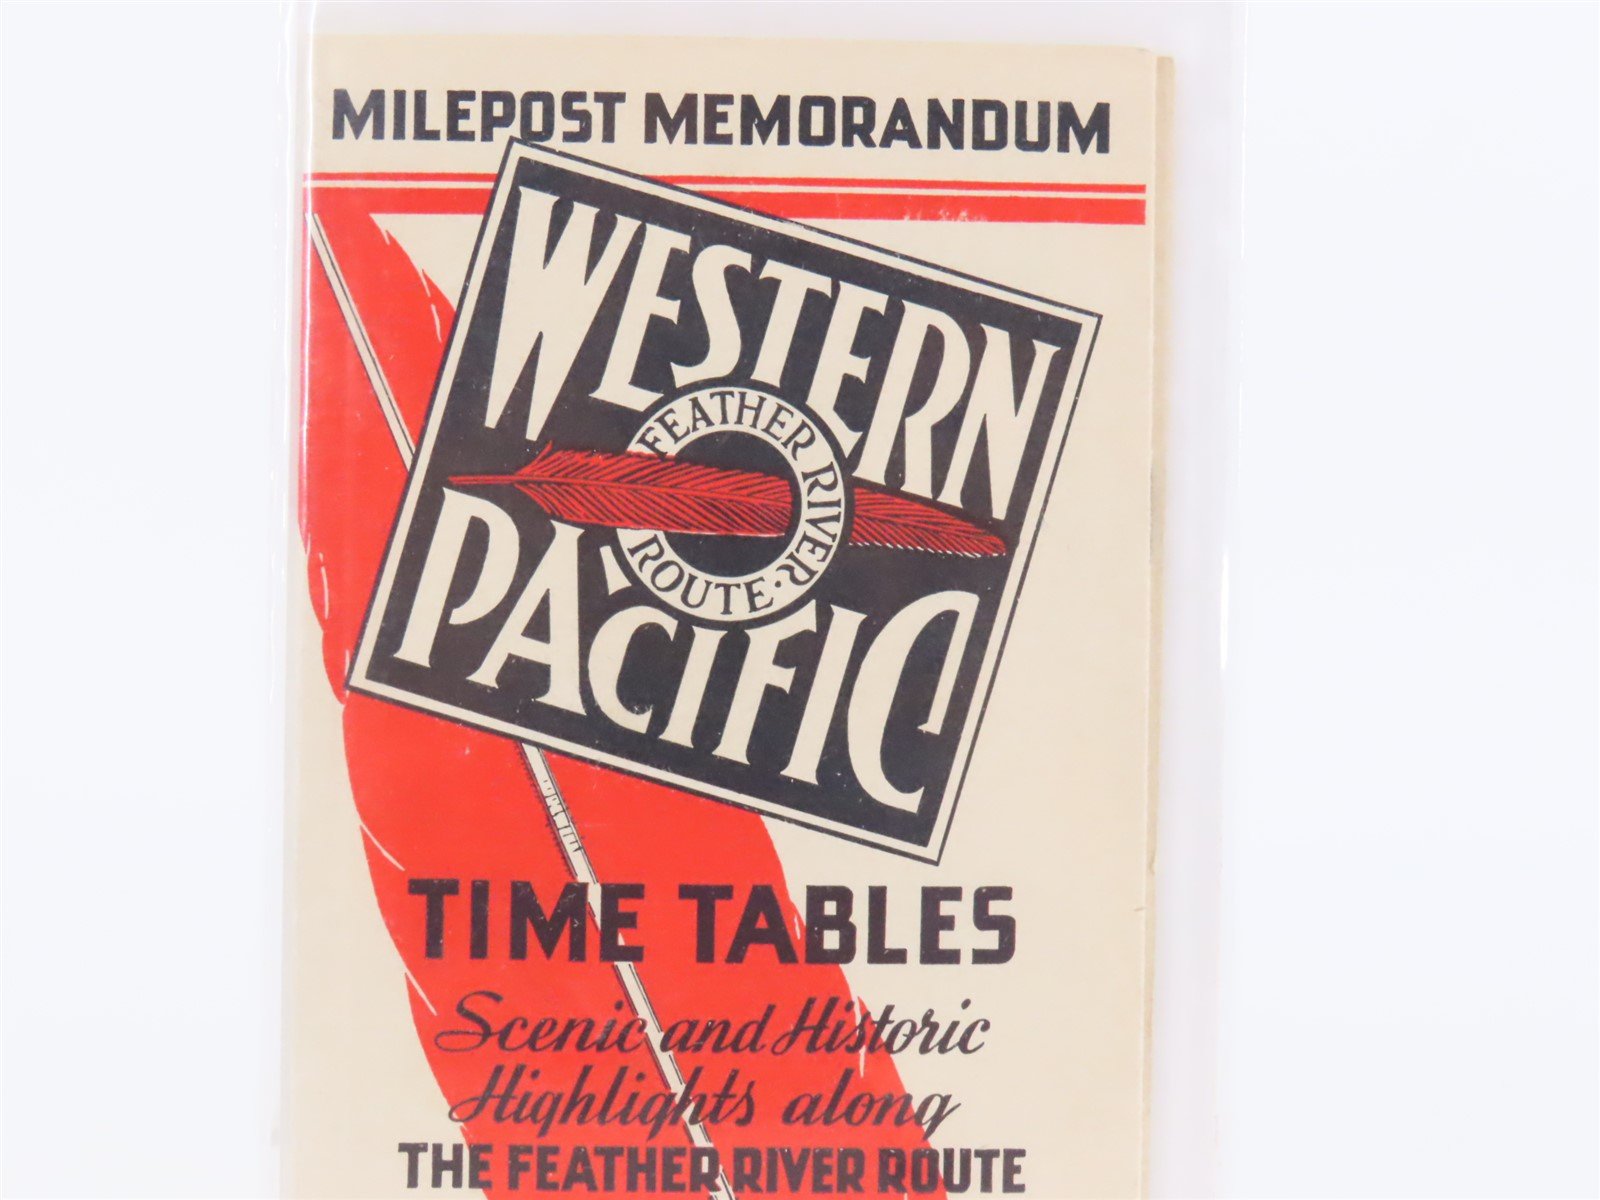 MILEPOST MEMORANDUM
WESTERN
FEATHER RIVER ROUTE
PACIFIC
TIME TABLES
Scenic and Historic
Highlights along
THE FEATHER RIVER ROUTE